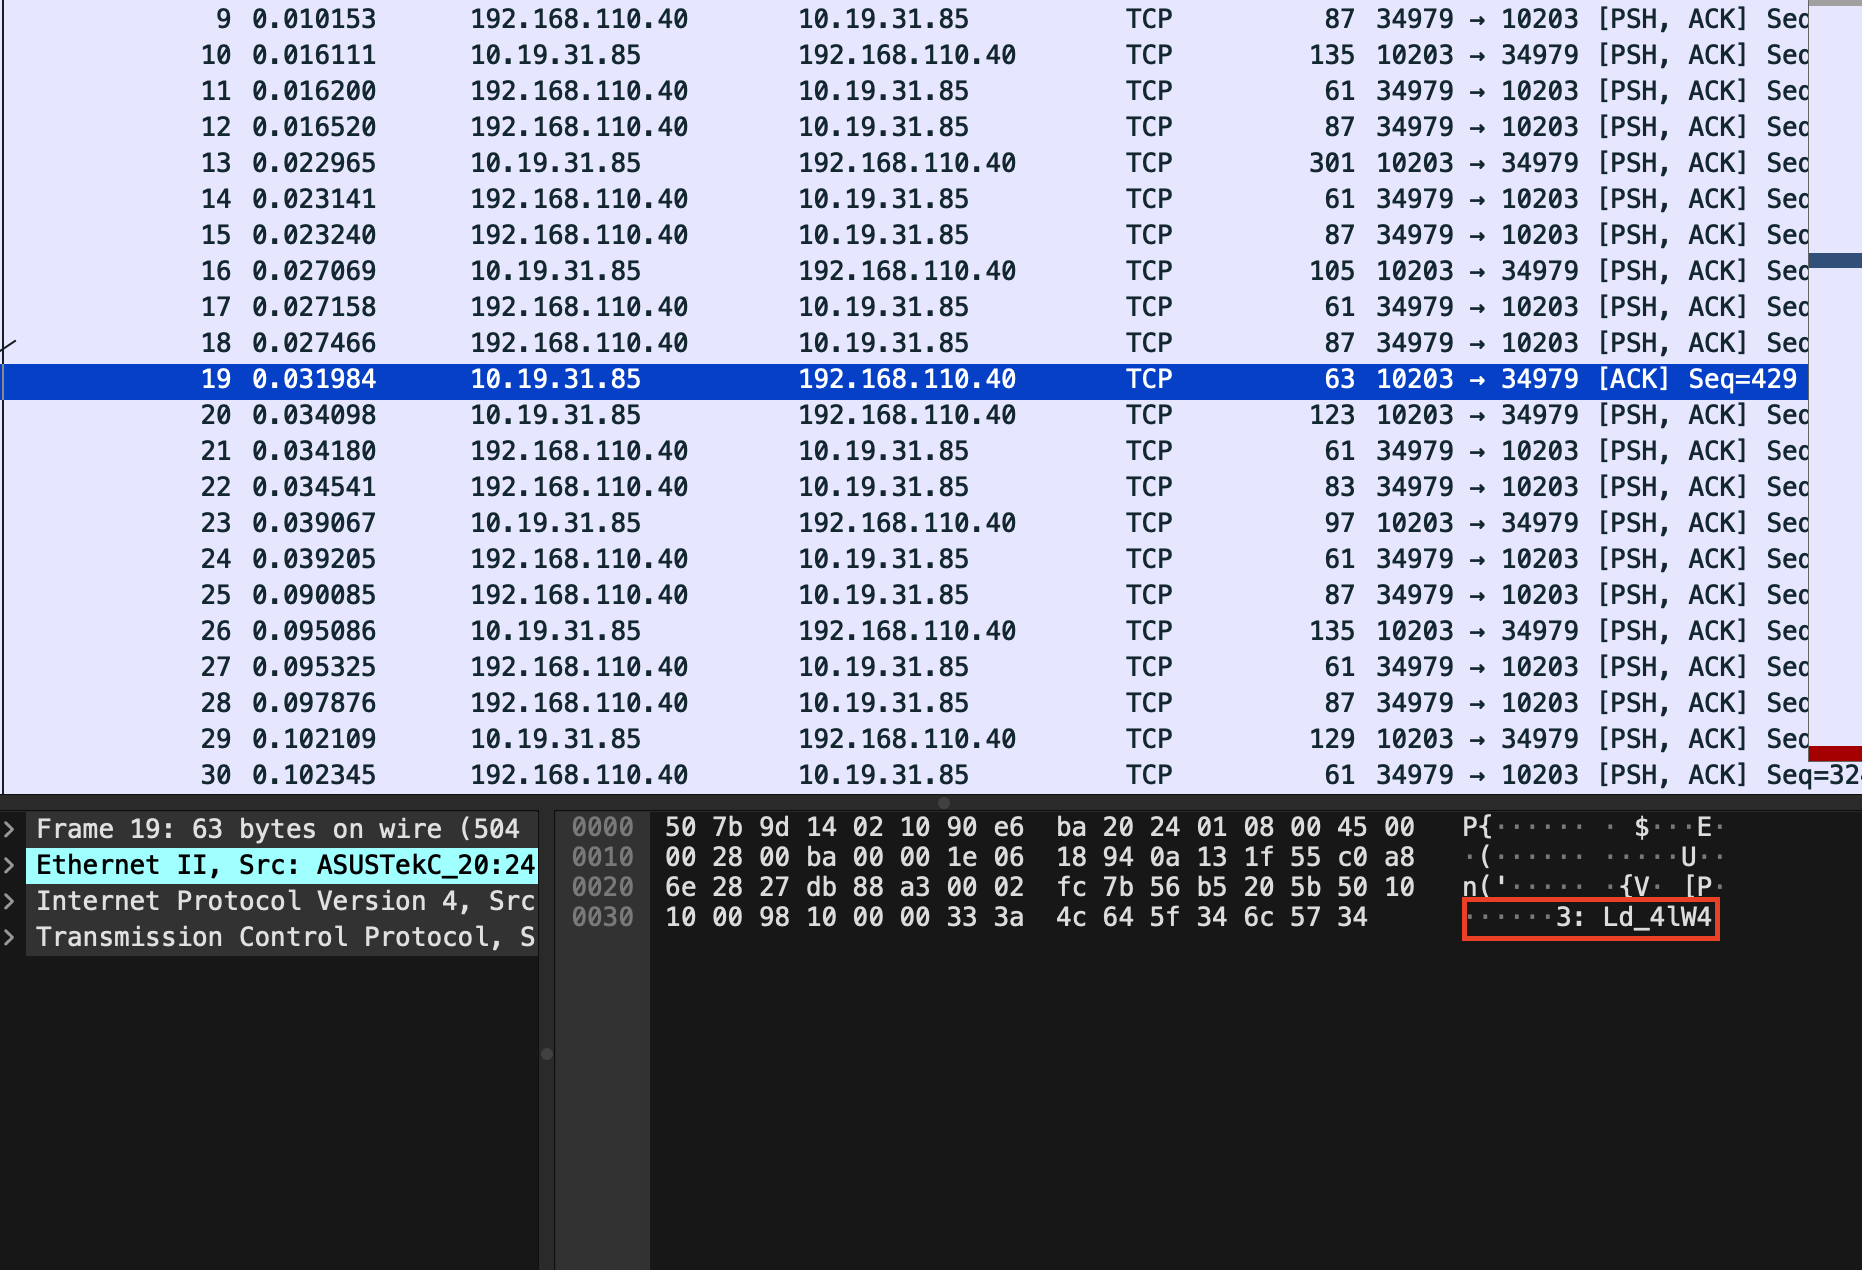 9 0.010153 192.168.110.40 10.19.31.85 TCP 87 34979 → 10203 [PSH, ACK] Seq
10 0.016111 10.19.31.85 192.168.110.40 TCP 135 10203 → 34979 [PSH, ACK] Seq
11 0.016200 192.168.110.40 10.19.31.85 TCP 61 34979 → 10203 [PSH, ACK] Seq
12 0.016520 192.168.110.40 10.19.31.85 TCP 87 34979 → 10203 [PSH, ACK] Seq
13 0.022965 10.19.31.85 192.168.110.40 TCP 301 10203 → 34979 [PSH, ACK] Seq
14 0.023141 192.168.110.40 10.19.31.85 TCP 61 34979 → 10203 [PSH, ACK] Seq
15 0.023240 192.168.110.40 10.19.31.85 TCP 87 34979 → 10203 [PSH, ACK] Seq
16 0.027069 10.19.31.85 192.168.110.40 TCP 105 10203 → 34979 [PSH, ACK] Seq
17 0.027158 192.168.110.40 10.19.31.85 TCP 61 34979 → 10203 [PSH, ACK] Seq
18 0.027466 192.168.110.40 10.19.31.85 TCP 87 34979 → 10203 [PSH, ACK] Seq
19 0.031984 10.19.31.85 192.168.110.40 TCP 63 10203 → 34979 [ACK] Seq=429
20 0.034098 10.19.31.85 192.168.110.40 TCP 123 10203 → 34979 [PSH, ACK] Seq
21 0.034180 192.168.110.40 10.19.31.85 TCP 61 34979 → 10203 [PSH, ACK] Seq
22 0.034541 192.168.110.40 10.19.31.85 TCP 83 34979 → 10203 [PSH, ACK] Seq
23 0.039067 10.19.31.85 192.168.110.40 TCP 97 10203 → 34979 [PSH, ACK] Seq
24 0.039205 192.168.110.40 10.19.31.85 TCP 61 34979 → 10203 [PSH, ACK] Seq
25 0.090085 192.168.110.40 10.19.31.85 TCP 87 34979 → 10203 [PSH, ACK] Seq
26 0.095086 10.19.31.85 192.168.110.40 TCP 135 10203 → 34979 [PSH, ACK] Seq
27 0.095325 192.168.110.40 10.19.31.85 TCP 61 34979 → 10203 [PSH, ACK] Seq
28 0.097876 192.168.110.40 10.19.31.85 TCP 87 34979 → 10203 [PSH, ACK] Seq
29 0.102109 10.19.31.85 192.168.110.40 TCP 129 10203 → 34979 [PSH, ACK] Seq
30 0.102345 192.168.110.40 10.19.31.85 TCP 61 34979 → 10203 [PSH, ACK] Seq=32
Frame 19: 63 bytes on wire (504
Ethernet II, Src: ASUSTekC_20:24
Internet Protocol Version 4, Src
Transmission Control Protocol, S
0000 50 7b 9d 14 02 10 90 e6 ba 20 24 01 08 00 45 00 P{······ · $···E·
0010 00 28 00 ba 00 00 1e 06 18 94 0a 13 1f 55 c0 a8 ·(······ ·····U··
0020 6e 28 27 db 88 a3 00 02 fc 7b 56 b5 20 5b 50 10 n('····· ·{V· [P·
0030 10 00 98 10 00 00 33 3a 4c 64 5f 34 6c 57 34 ······3: Ld_4lW4